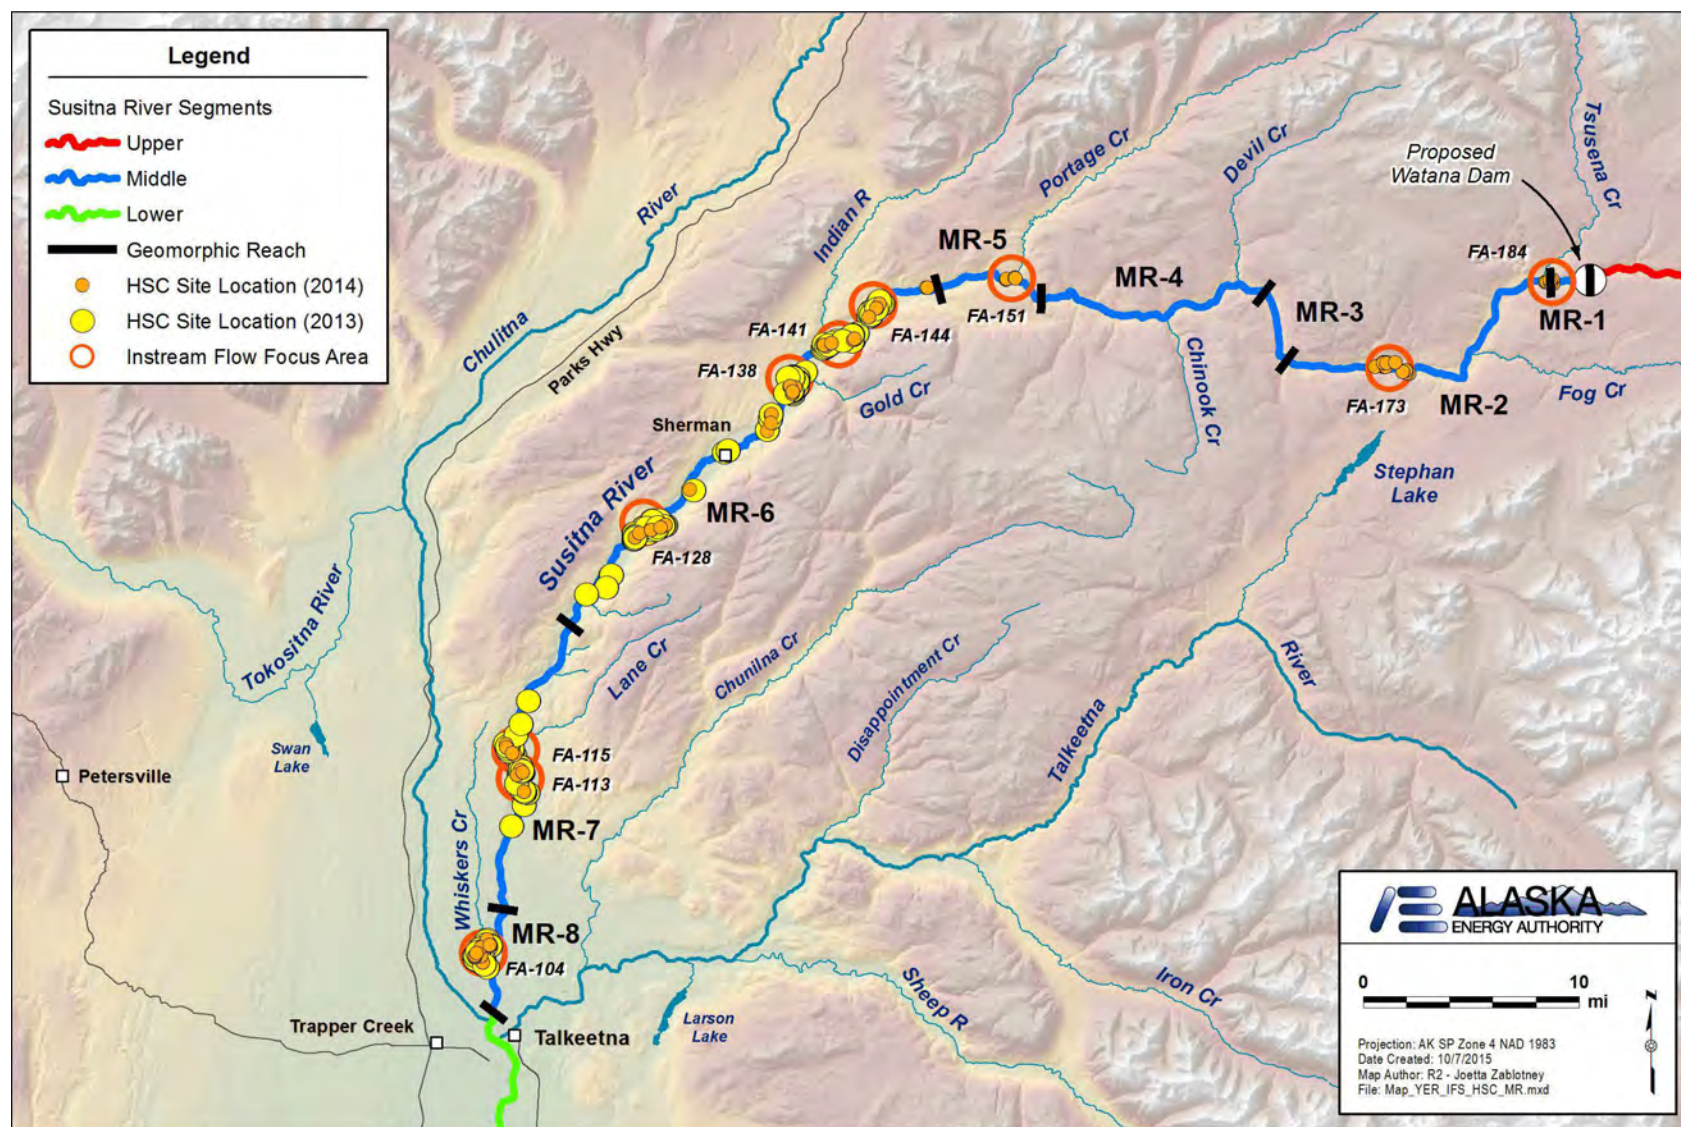 Legend
Susitna River Segments
Upper
Middle
Lower
Geomorphic Reach
HSC Site Location (2014)
HSC Site Location (2013)
Instream Flow Focus Area
Chulitna
River
Parks Hwy
Indian R
Portage Cr
Devil Cr
Tsusena Cr
Proposed
Watana Dam
MR-5
MR-4
FA-184
MR-1
FA-151
MR-3
FA-141
FA-144
FA-138
Gold Cr
Chinook Cr
FA-173
MR-2
Fog Cr
Sherman
Stephan
Lake
Susitna River
MR-6
FA-128
Tokositna River
Lane Cr
Chunilna Cr
Disappointment Cr
River
Talkeetna
Swan
Lake
Petersville
FA-115
FA-113
MR-7
Whiskers Cr
MR-8
FA-104
Sheep R
Iron Cr
Larson
Lake
Trapper Creek
Talkeetna
ALASKA
ENERGY AUTHORITY
0 10
mi
N
Projection: AK SP Zone 4 NAD 1983
Date Created: 10/7/2015
Map Author: R2 - Joetta Zablotney
File: Map_YER_IFS_HSC_MR.mxd